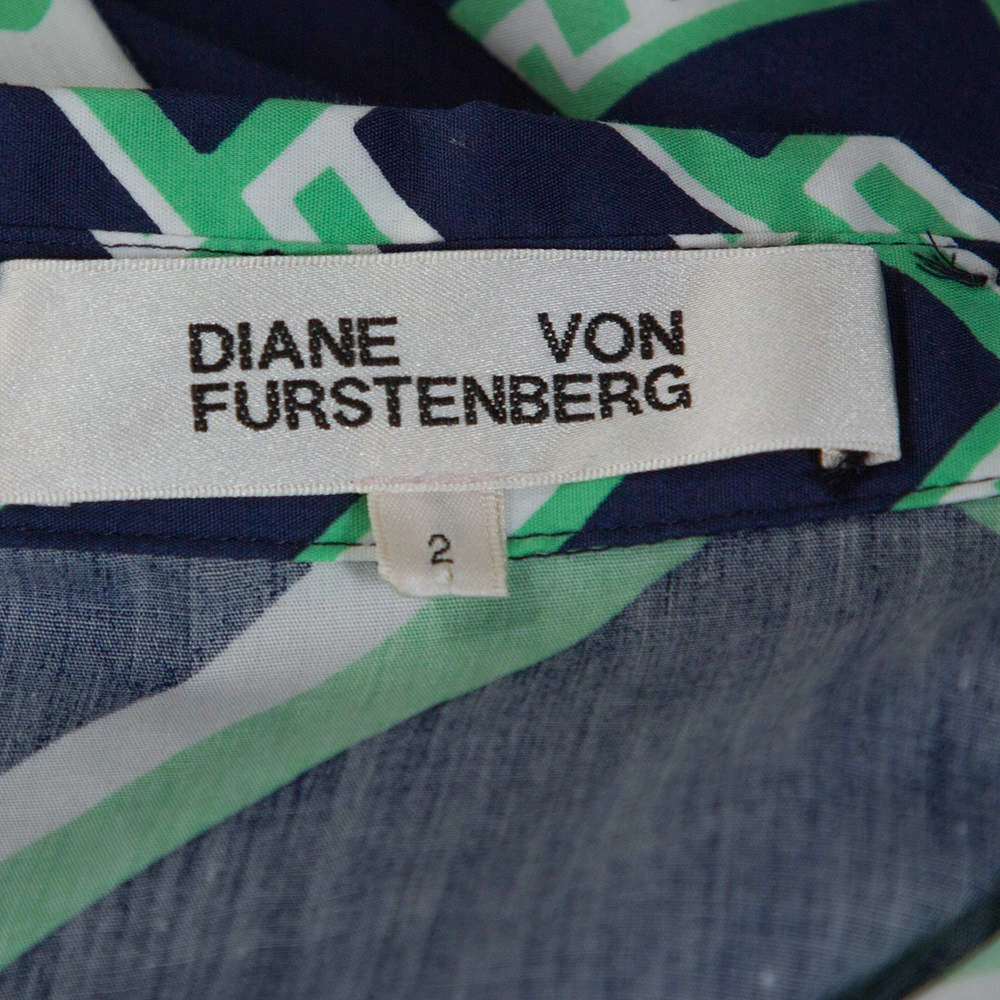 DIANE VON
FURSTENBERG
2